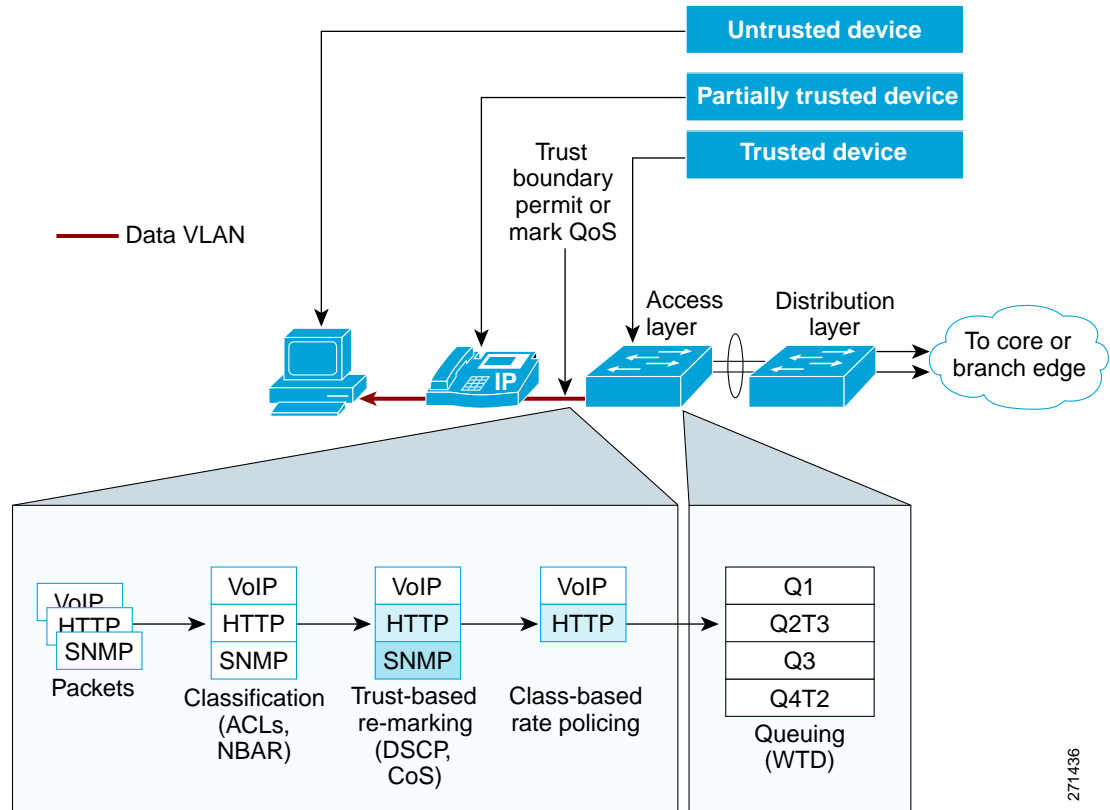 Untrusted device
Partially trusted device
Trusted device
Trust
boundary
permit or
mark QoS
Data VLAN
Access
layer
Distribution
layer
To core or
branch edge
IP
VoIP
HTTP
SNMP
Packets
VoIP
HTTP
SNMP
Classification
(ACLs,
NBAR)
VoIP
HTTP
SNMP
Trust-based
re-marking
(DSCP,
CoS)
VoIP
HTTP
Class-based
rate policing
Q1
Q2T3
Q3
Q4T2
Queuing
(WTD)
271436